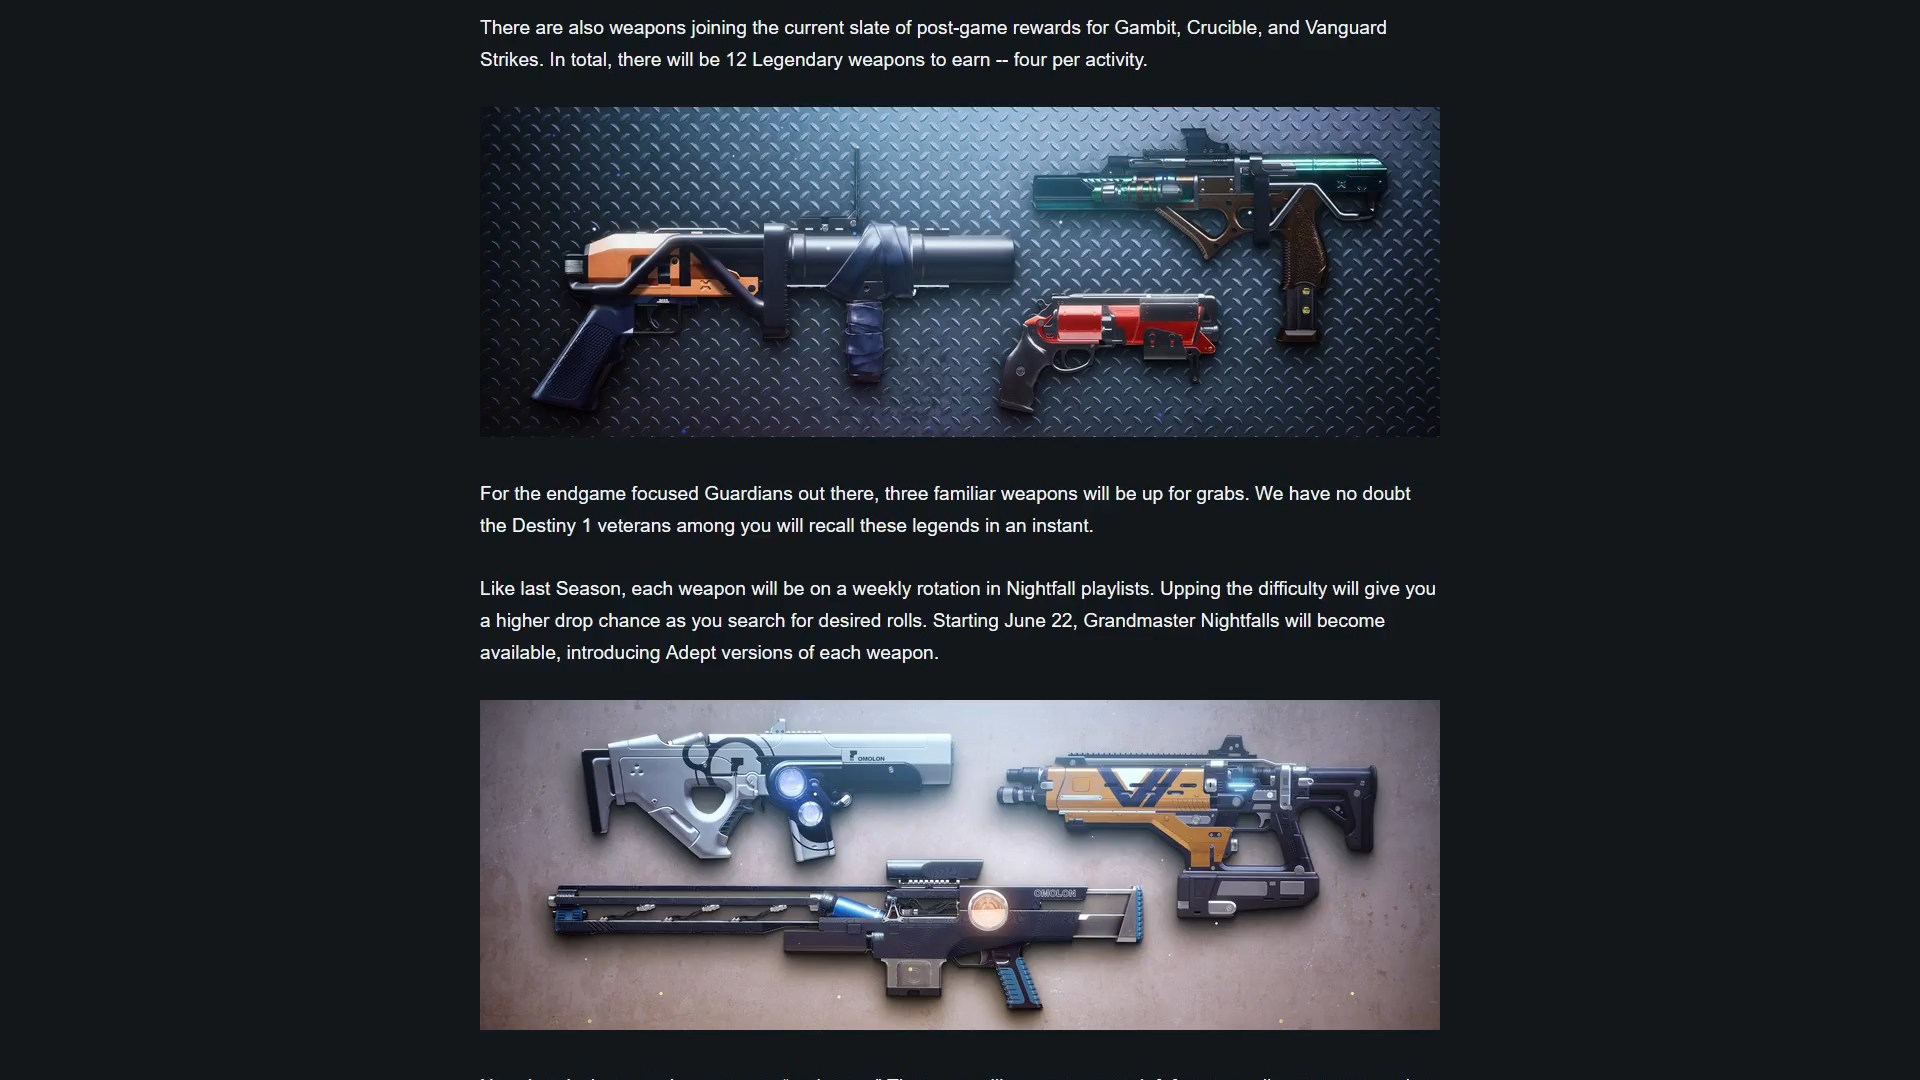 There are also weapons joining the current slate of post-game rewards for Gambit, Crucible, and Vanguard
Strikes. In total, there will be 12 Legendary weapons to earn -- four per activity.
For the endgame focused Guardians out there, three familiar weapons will be up for grabs. We have no doubt
the Destiny 1 veterans among you will recall these legends in an instant.
Like last Season, each weapon will be on a weekly rotation in Nightfall playlists. Upping the difficulty will give you
a higher drop chance as you search for desired rolls. Starting June 22, Grandmaster Nightfalls will become
available, introducing Adept versions of each weapon.
OMOLON
OMOLON